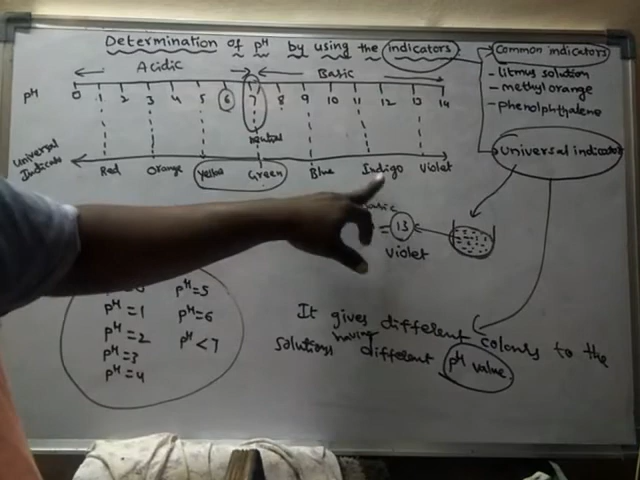 Determination of pH by using the indicators
Common indicators
- litmus solution
- methyl orange
- phenolphthalene
Universal indicator
Acidic Basic
pH 0 1 2 3 4 5 6 7 8 9 10 11 12 13 14
neutral
Universal Indicator
Red Orange Yellow Green Blue Indigo Violet
= 13
Violet
pH=1
pH=2
pH=3
pH=4
pH=5
pH=6
pH<7
It gives different colours to the
solutions having different pH value